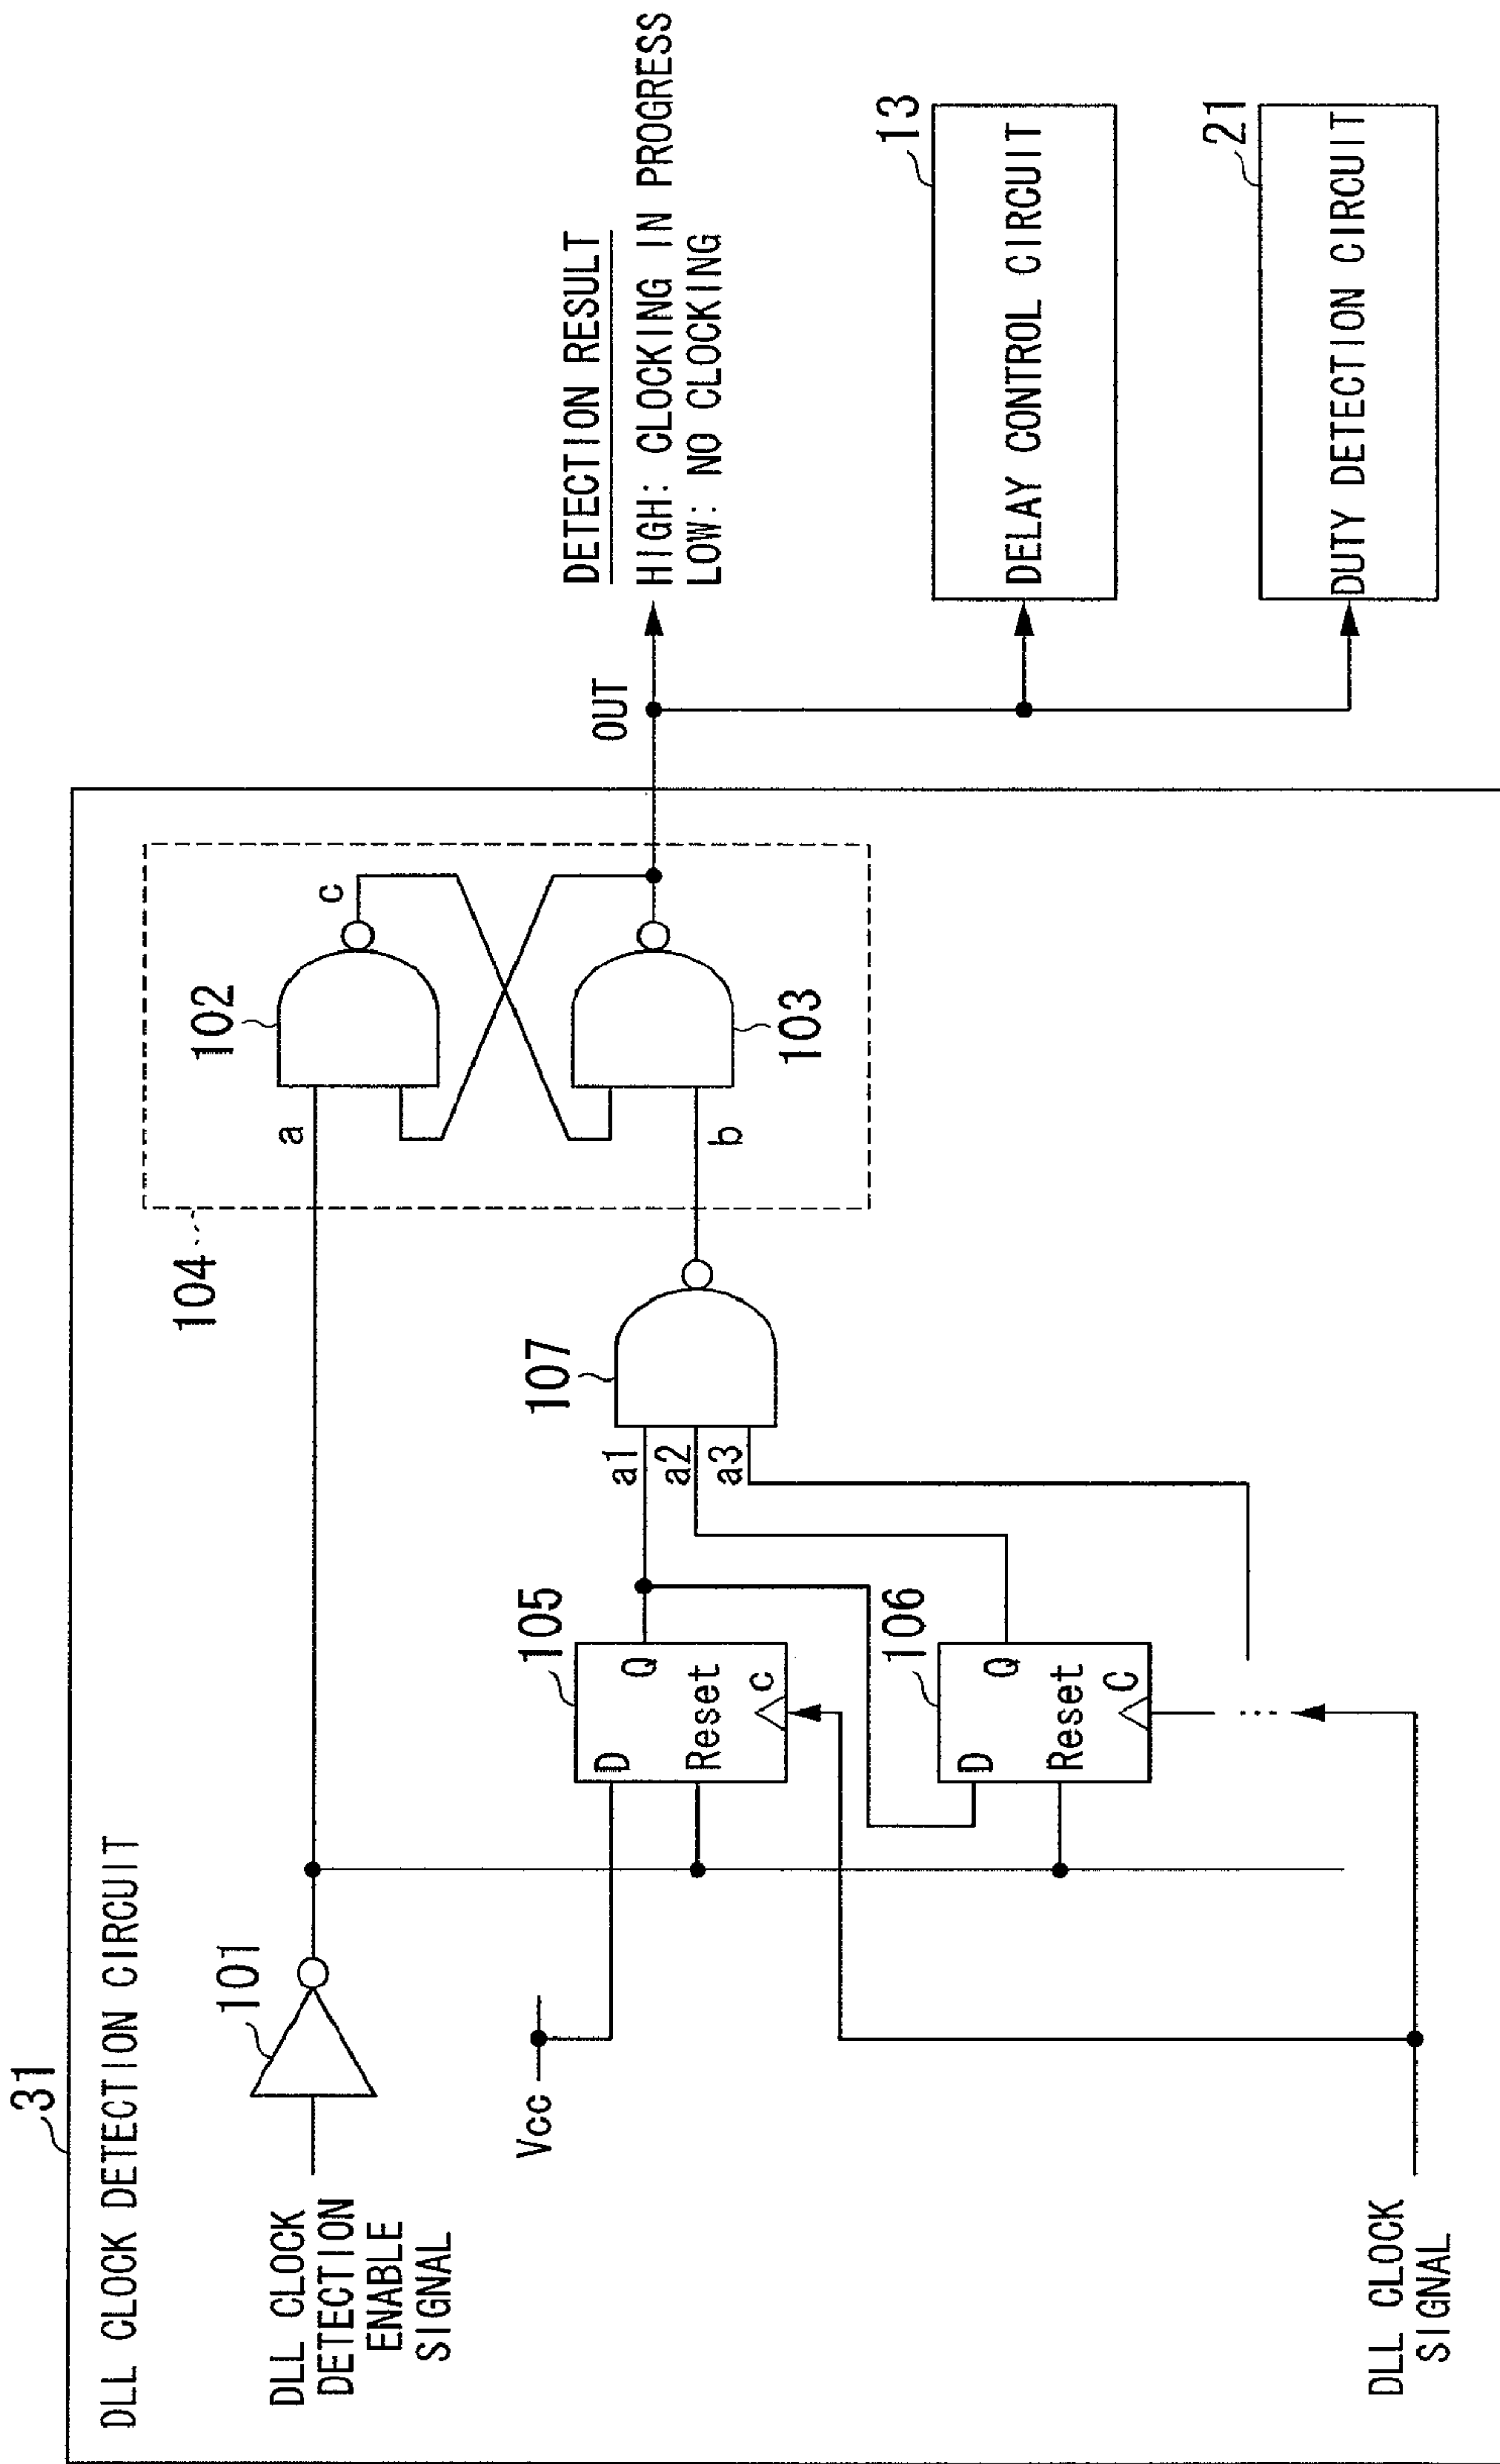 31
DLL CLOCK DETECTION CIRCUIT
DLL CLOCK
DETECTION
ENABLE
SIGNAL
101
104
102
a
c
103
b
OUT
DETECTION RESULT
HIGH: CLOCKING IN PROGRESS
LOW: NO CLOCKING
Vcc
105
D
Q
Reset
c
107
a1
a2
a3
106
D
Q
Reset
C
...
DLL CLOCK
SIGNAL
13
DELAY CONTROL CIRCUIT
21
DUTY DETECTION CIRCUIT